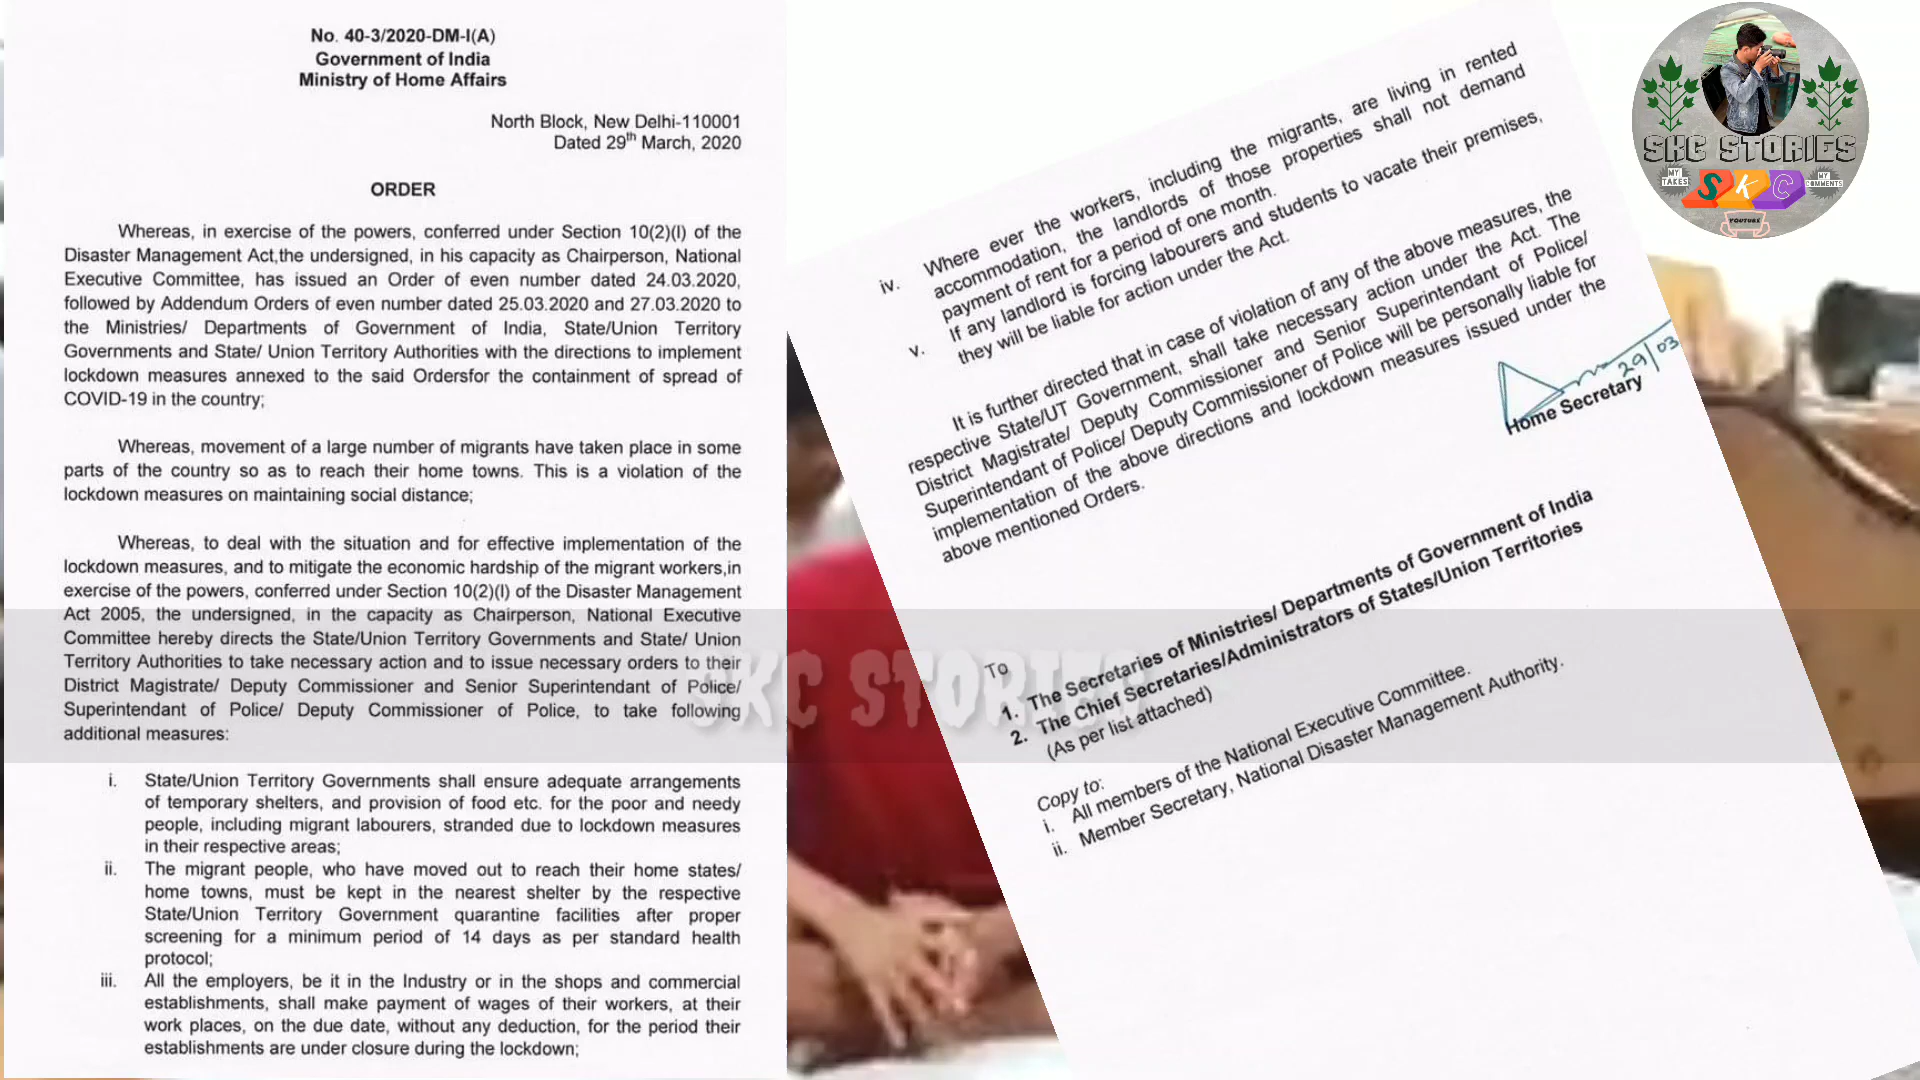 No. 40-3/2020-DM-I(A)
Government of India
Ministry of Home Affairs
North Block, New Delhi-110001
Dated 29th March, 2020
ORDER
Whereas, in exercise of the powers, conferred under Section 10(2)(I) of the
Disaster Management Act,the undersigned, in his capacity as Chairperson, National
Executive Committee, has issued an Order of even number dated 24.03.2020,
followed by Addendum Orders of even number dated 25.03.2020 and 27.03.2020 to
the Ministries/ Departments of Government of India, State/Union Territory
Governments and State/ Union Territory Authorities with the directions to implement
lockdown measures annexed to the said Ordersfor the containment of spread of
COVID-19 in the country;
Whereas, movement of a large number of migrants have taken place in some
parts of the country so as to reach their home towns. This is a violation of the
lockdown measures on maintaining social distance;
Whereas, to deal with the situation and for effective implementation of the
lockdown measures, and to mitigate the economic hardship of the migrant workers,in
exercise of the powers, conferred under Section 10(2)(I) of the Disaster Management
Act 2005, the undersigned, in the capacity as Chairperson, National Executive
Committee hereby directs the State/Union Territory Governments and State/ Union
Territory Authorities to take necessary action and to issue necessary orders to their
District Magistrate/ Deputy Commissioner and Senior Superintendant of Police/
Superintendant of Police/ Deputy Commissioner of Police, to take following
additional measures:
i. State/Union Territory Governments shall ensure adequate arrangements
of temporary shelters, and provision of food etc. for the poor and needy
people, including migrant labourers, stranded due to lockdown measures
in their respective areas;
ii. The migrant people, who have moved out to reach their home states/
home towns, must be kept in the nearest shelter by the respective
State/Union Territory Government quarantine facilities after proper
screening for a minimum period of 14 days as per standard health
protocol;
iii. All the employers, be it in the Industry or in the shops and commercial
establishments, shall make payment of wages of their workers, at their
work places, on the due date, without any deduction, for the period their
establishments are under closure during the lockdown;
iv. Where ever the workers, including the migrants, are living in rented
accommodation, the landlords of those properties shall not demand
payment of rent for a period of one month.
v. If any landlord is forcing labourers and students to vacate their premises,
they will be liable for action under the Act.
It is further directed that in case of violation of any of the above measures, the
respective State/UT Government, shall take necessary action under the Act. The
District Magistrate/ Deputy Commissioner and Senior Superintendant of Police/
Superintendant of Police/ Deputy Commissioner of Police will be personally liable for
implementation of the above directions and lockdown measures issued under the
above mentioned Orders.
29/03
Home Secretary
To
1. The Secretaries of Ministries/ Departments of Government of India
2. The Chief Secretaries/Administrators of States/Union Territories
(As per list attached)
Copy to:
i. All members of the National Executive Committee.
ii. Member Secretary, National Disaster Management Authority.
SKC STORIES
SKC STORIES
MY TAKES
SKC
MY COMMENTS
YOUTUBE